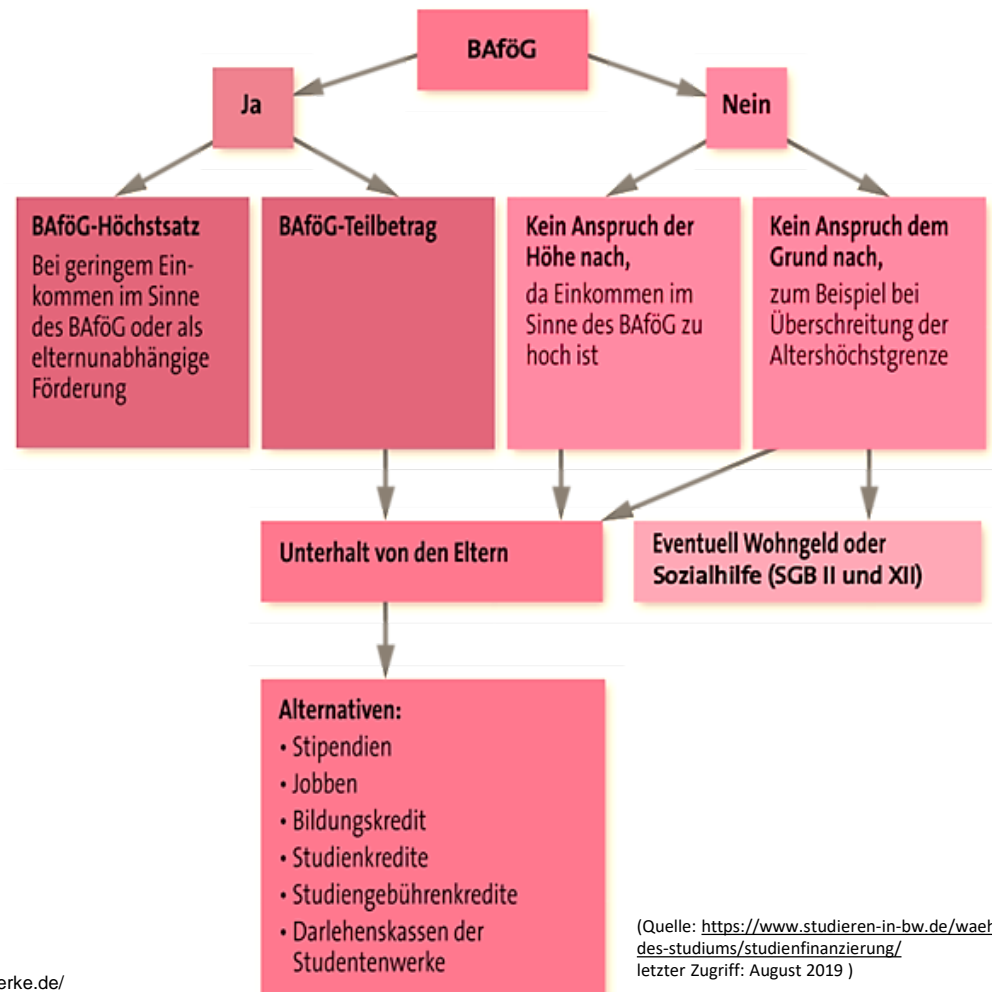 BAföG
Ja
Nein
BAföG-Höchstsatz
Bei geringem Ein-
kommen im Sinne
des BAföG oder als
elternunabhängige
Förderung
BAföG-Teilbetrag
Kein Anspruch der
Höhe nach,
da Einkommen im
Sinne des BAföG zu
hoch ist
Kein Anspruch dem
Grund nach,
zum Beispiel bei
Überschreitung der
Altershöchstgrenze
Unterhalt von den Eltern
Eventuell Wohngeld oder
Sozialhilfe (SGB II und XII)
Alternativen:
• Stipendien
• Jobben
• Bildungskredit
• Studienkredite
• Studiengebührenkredite
• Darlehenskassen der
Studentenwerke
(Quelle: https://www.studieren-in-bw.de/waeh
des-studiums/studienfinanzierung/
letzter Zugriff: August 2019 )
erke.de/